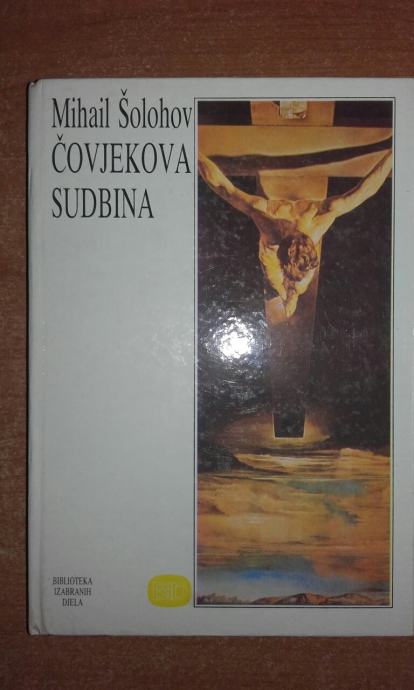 Mihail Šolohov
ČOVJEKOVA
SUDBINA
BIBLIOTEKA
IZABRANIH
DJELA